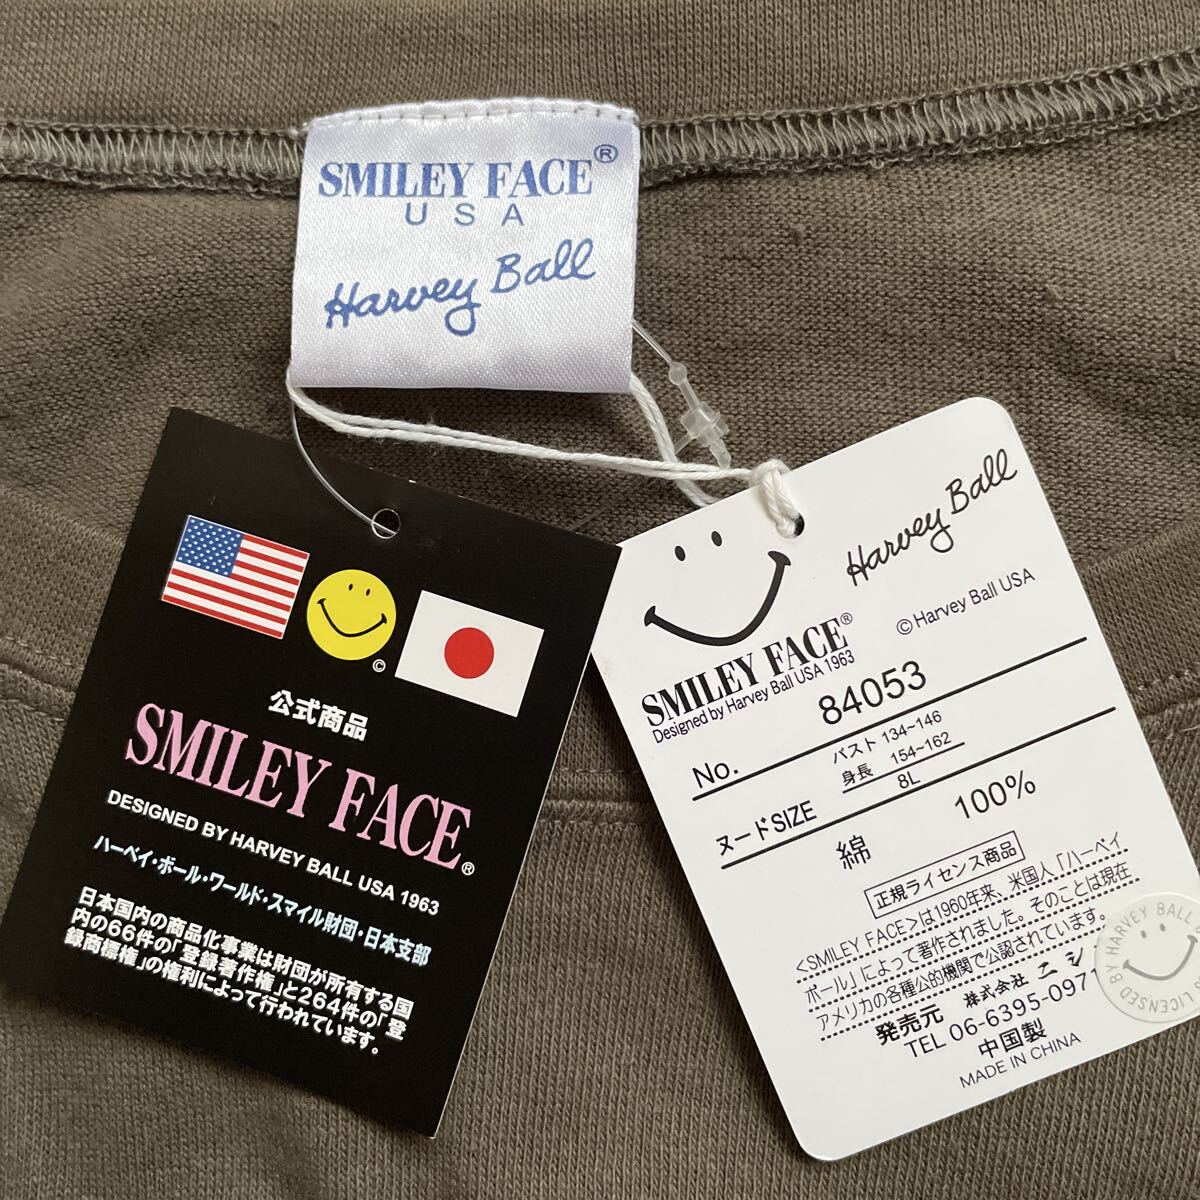 SMILEY FACE®
USA
Harvey Ball
©
公式商品
SMILEY FACE®
DESIGNED BY HARVEY BALL USA 1963
ハーベイ・ボール・ワールド・スマイル財団・日本支部
日本国内の商品化事業は財団が所有する国
内の66件の「登録著作権」と264件の「登
録商標権」の権利によって行われています。
Harvey Ball
©Harvey Ball USA
SMILEY FACE®
Designed by Harvey Ball USA 1963
No. 84053
ヌードSIZE
バスト 134~146
身長 154~162
8L
綿 100%
正規ライセンス商品
<SMILEY FACE>は1960年来、米国人「ハーベイ
ボール」によって著作されました。そのことは現在
アメリカの各種公的機関で公認されています。
発売元 株式会社 ニシ
TEL 06-6395-097
中国製
MADE IN CHINA
LICENSED BY HARVEY BALL